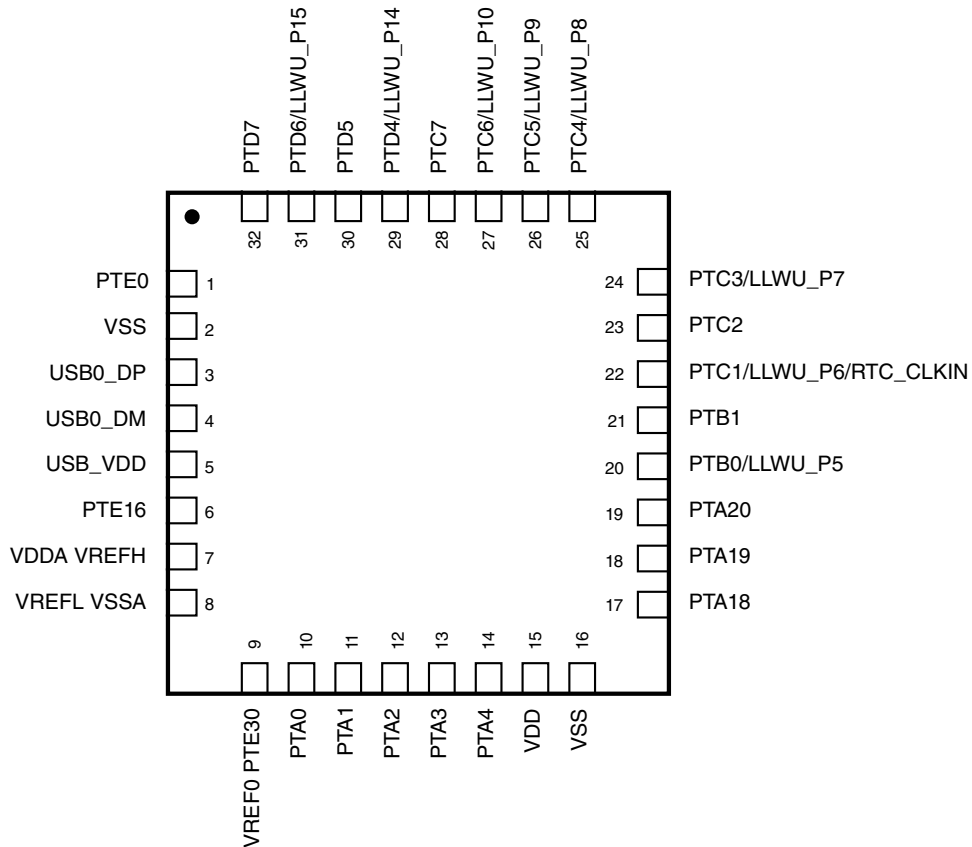 PTD7
PTD6/LLWU_P15
PTD5
PTD4/LLWU_P14
PTC7
PTC6/LLWU_P10
PTC5/LLWU_P9
PTC4/LLWU_P8
32
31
30
29
28
27
26
25
PTE0 1
VSS 2
USB0_DP 3
USB0_DM 4
USB_VDD 5
PTE16 6
VDDA VREFH 7
VREFL VSSA 8
24 PTC3/LLWU_P7
23 PTC2
22 PTC1/LLWU_P6/RTC_CLKIN
21 PTB1
20 PTB0/LLWU_P5
19 PTA20
18 PTA19
17 PTA18
9
10
11
12
13
14
15
16
VREF0 PTE30
PTA0
PTA1
PTA2
PTA3
PTA4
VDD
VSS